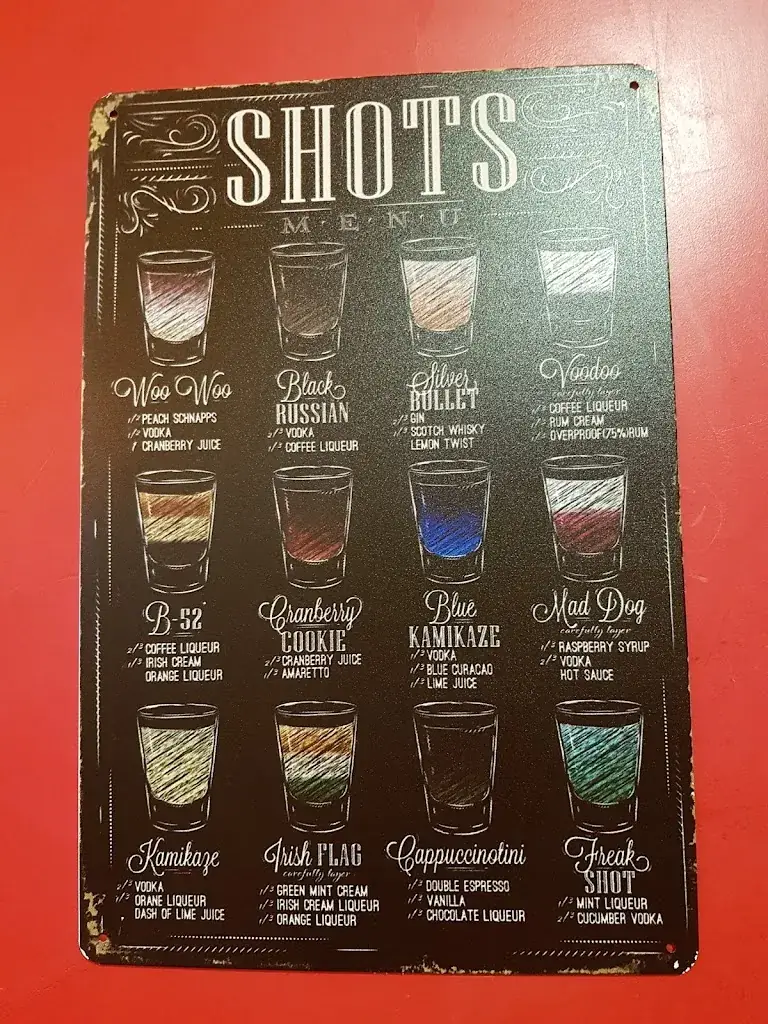 SHOTS
M·E·N·U
Woo Woo
1/2 PEACH SCHNAPPS
1/2 VODKA
1 CRANBERRY JUICE
Black
RUSSIAN
2/3 VODKA
1/3 COFFEE LIQUEUR
Silver
BULLET
2/3 GIN
1/3 SCOTCH WHISKY
LEMON TWIST
Voodoo
carefully layer
1/3 COFFEE LIQUEUR
1/3 RUM CREAM
1/3 OVERPROOF(75%)RUM
B-52
2/3 COFFEE LIQUEUR
1/3 IRISH CREAM
ORANGE LIQUEUR
Cranberry
COOKIE
2/3 CRANBERRY JUICE
1/3 AMARETTO
Blue
KAMIKAZE
1/3 VODKA
1/3 BLUE CURACAO
1/3 LIME JUICE
Mad Dog
carefully layer
1/3 RASPBERRY SYRUP
2/3 VODKA
HOT SAUCE
Kamikaze
2/3 VODKA
1/3 ORANE LIQUEUR
DASH OF LIME JUICE
Irish FLAG
carefully layer
1/3 GREEN MINT CREAM
1/3 IRISH CREAM LIQUEUR
1/3 ORANGE LIQUEUR
Cappuccinotini
1/3 DOUBLE ESPRESSO
1/3 VANILLA
1/3 CHOCOLATE LIQUEUR
Freak
SHOT
1/3 MINT LIQUEUR
2/3 CUCUMBER VODKA